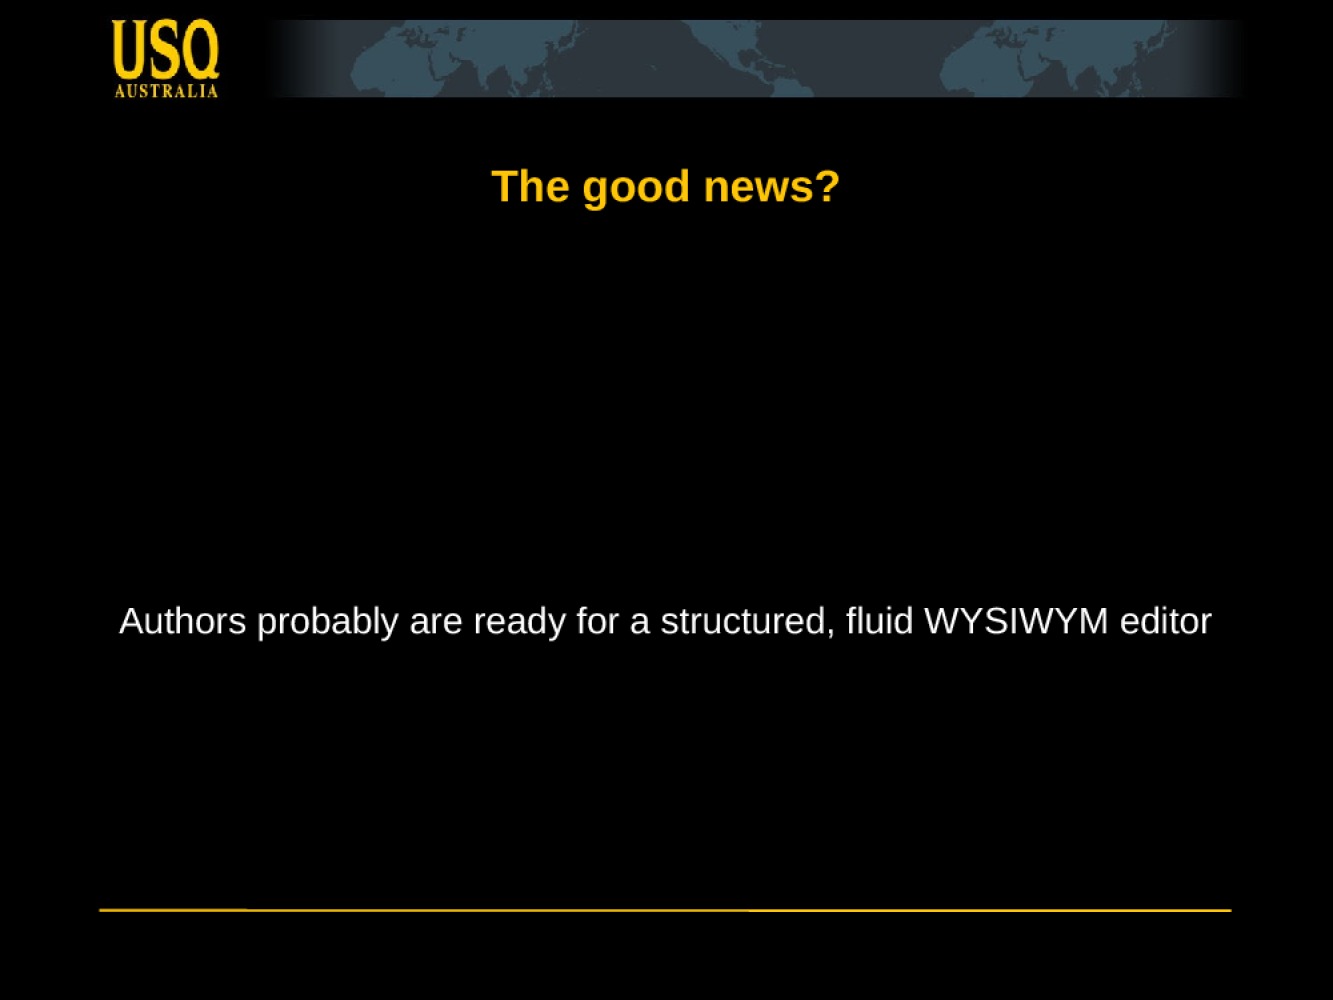 USQ
AUSTRALIA
The good news?
Authors probably are ready for a structured, fluid WYSIWYM editor